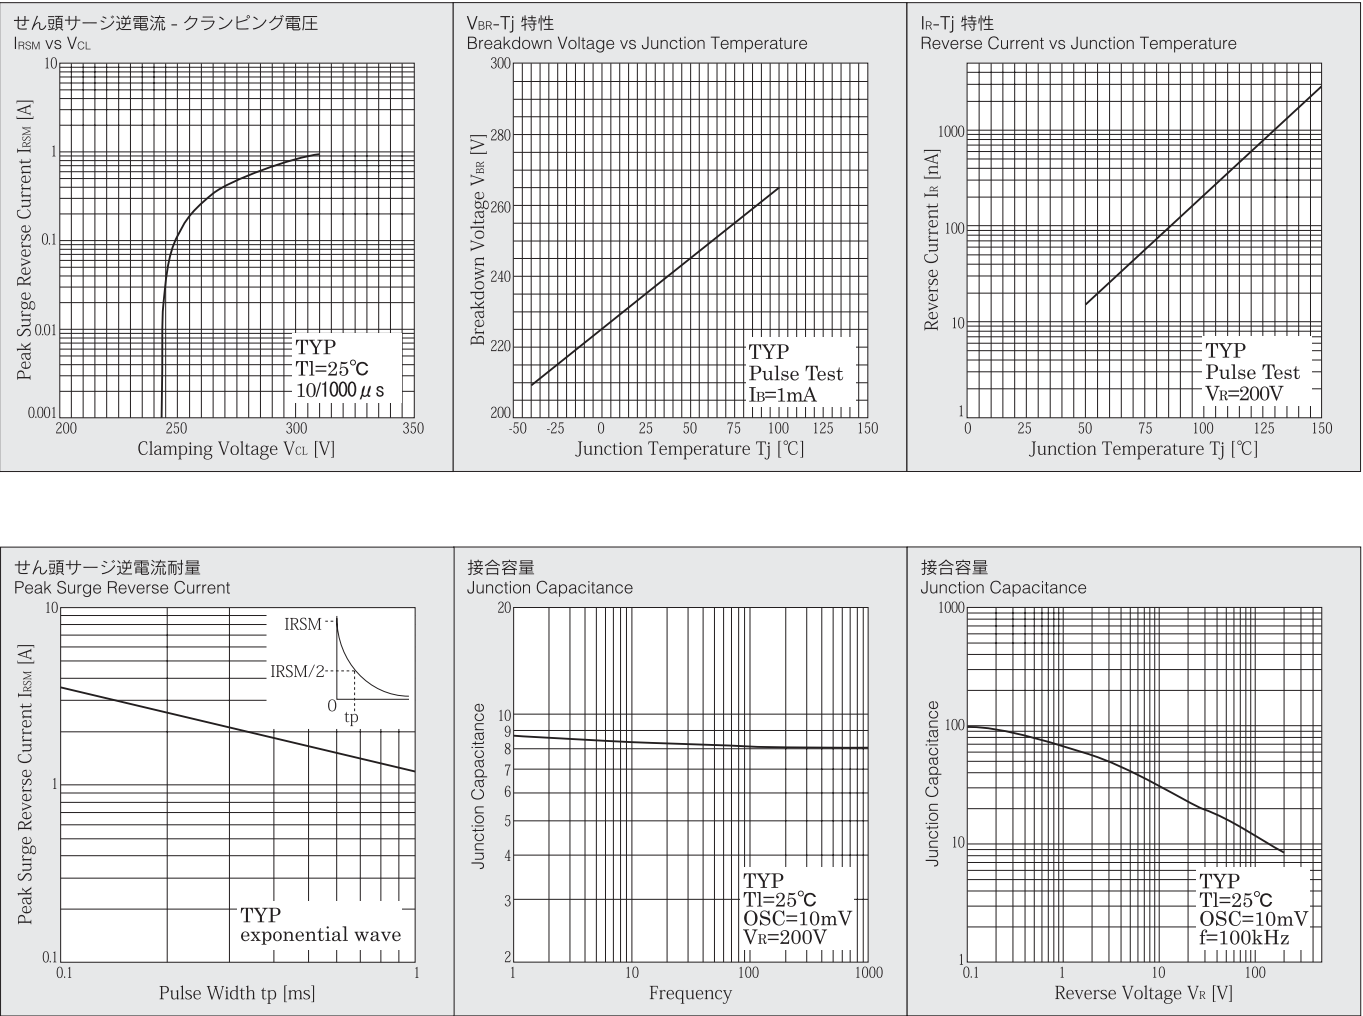 せん頭サージ逆電流 - クランピング電圧
IRSM vs VCL
10
1
0.1
0.01
0.001
Peak Surge Reverse Current IRSM [A]
TYP
Tl=25℃
10/1000μs
200 250 300 350
Clamping Voltage VCL [V]
VBR-Tj 特性
Breakdown Voltage vs Junction Temperature
300
280
260
240
220
200
Breakdown Voltage VBR [V]
TYP
Pulse Test
IB=1mA
-50 -25 0 25 50 75 100 125 150
Junction Temperature Tj [℃]
IR-Tj 特性
Reverse Current vs Junction Temperature
1000
100
10
1
Reverse Current IR [nA]
TYP
Pulse Test
VR=200V
0 25 50 75 100 125 150
Junction Temperature Tj [℃]
せん頭サージ逆電流耐量
Peak Surge Reverse Current
10
1
0.1
Peak Surge Reverse Current IRSM [A]
IRSM
IRSM/2
0
tp
TYP
exponential wave
0.1 1
Pulse Width tp [ms]
接合容量
Junction Capacitance
20
10
9
8
7
6
5
4
3
2
Junction Capacitance
TYP
Tl=25℃
OSC=10mV
VR=200V
1 10 100 1000
Frequency
接合容量
Junction Capacitance
1000
100
10
1
Junction Capacitance
TYP
Tl=25℃
OSC=10mV
f=100kHz
0.1 1 10 100
Reverse Voltage VR [V]